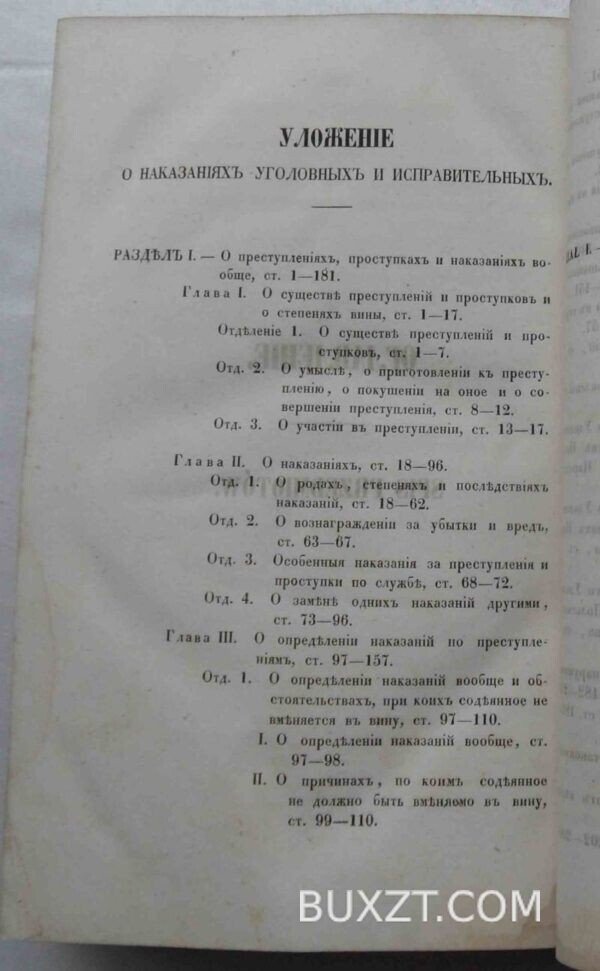 УЛОЖЕНІЕ
О НАКАЗАНІЯХЪ УГОЛОВНЫХЪ И ИСПРАВИТЕЛЬНЫХЪ.
РАЗДѢЛЪ I. — О преступленіяхъ, проступкахъ и наказаніяхъ во-
обще, ст. 1—181.
Глава I. О существѣ преступленій и проступковъ и
о степеняхъ вины, ст. 1—17.
Отдѣленіе 1. О существѣ преступленій и про-
ступковъ, ст. 1—7.
Отд. 2. О умыслѣ, о приготовленіи къ престу-
пленію, о покушеніи на оное и о со-
вершеніи преступленія, ст. 8—12.
Отд. 3. О участіи въ преступленіи, ст. 13—17.
Глава II. О наказаніяхъ, ст. 18—96.
Отд. 1. О родахъ, степеняхъ и послѣдствіяхъ
наказаній, ст. 18—62.
Отд. 2. О вознагражденіи за убытки и вредъ,
ст. 63—67.
Отд. 3. Особенныя наказанія за преступленія и
проступки по службѣ, ст. 68—72.
Отд. 4. О замѣнѣ однихъ наказаній другими,
ст. 73—96.
Глава III. О опредѣленіи наказаній по преступле-
ніямъ, ст. 97—157.
Отд. 1. О опредѣленіи наказаній вообще и об-
стоятельствахъ, при коихъ содѣянное не
вмѣняется въ вину, ст. 97—110.
I. О опредѣленіи наказаній вообще, ст.
97—98.
II. О причинахъ, по коимъ содѣянное
не должно быть вмѣняемо въ вину,
ст. 99—110.
BUXZT.COM